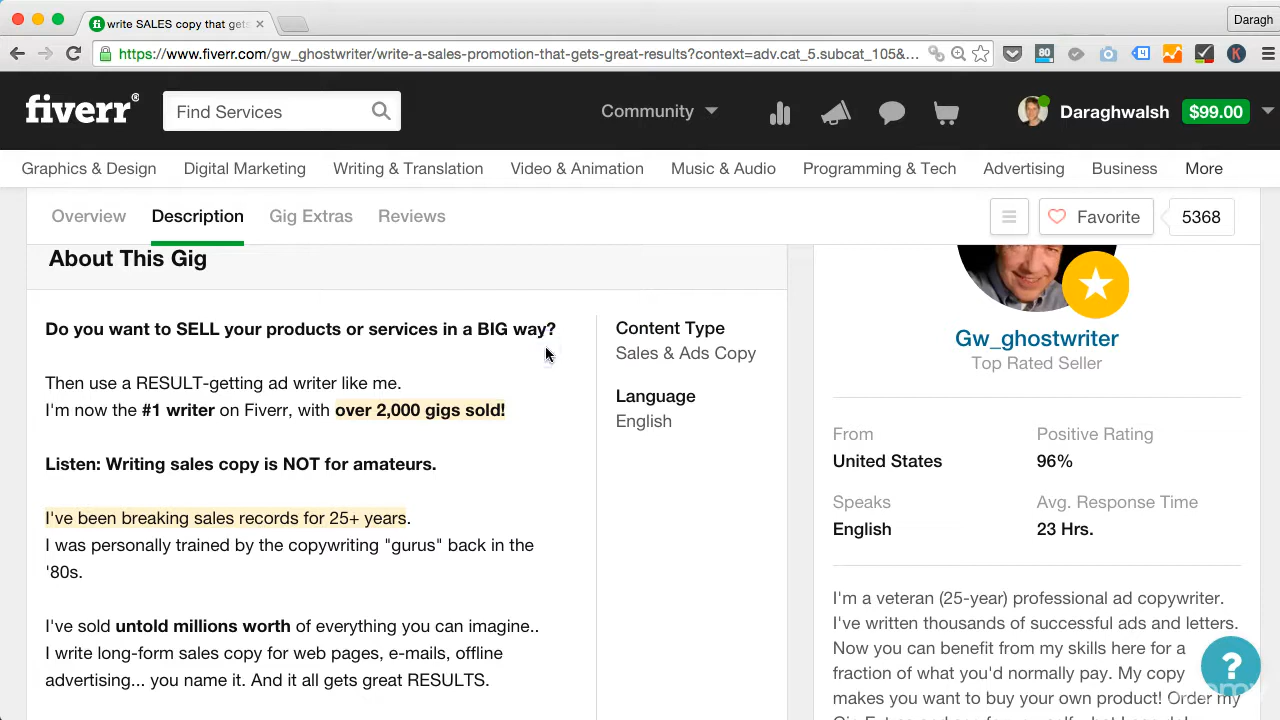 write SALES copy that get
Daragh
https://www.fiverr.com/gw_ghostwriter/write-a-sales-promotion-that-gets-great-results?context=adv.cat_5.subcat_105&...
80
4
K
fiverr®
Find Services
Community
Daraghwalsh
$99.00
Graphics & Design
Digital Marketing
Writing & Translation
Video & Animation
Music & Audio
Programming & Tech
Advertising
Business
More
Overview
Description
Gig Extras
Reviews
Favorite
5368
About This Gig
Do you want to SELL your products or services in a BIG way?
Then use a RESULT-getting ad writer like me.
I'm now the #1 writer on Fiverr, with over 2,000 gigs sold!
Listen: Writing sales copy is NOT for amateurs.
I've been breaking sales records for 25+ years.
I was personally trained by the copywriting "gurus" back in the
'80s.
I've sold untold millions worth of everything you can imagine..
I write long-form sales copy for web pages, e-mails, offline
advertising... you name it. And it all gets great RESULTS.
Content Type
Sales & Ads Copy
Language
English
Gw_ghostwriter
Top Rated Seller
From
United States
Positive Rating
96%
Speaks
English
Avg. Response Time
23 Hrs.
I'm a veteran (25-year) professional ad copywriter.
I've written thousands of successful ads and letters.
Now you can benefit from my skills here for a
fraction of what you'd normally pay. My copy
makes you want to buy your own product! Order my
?